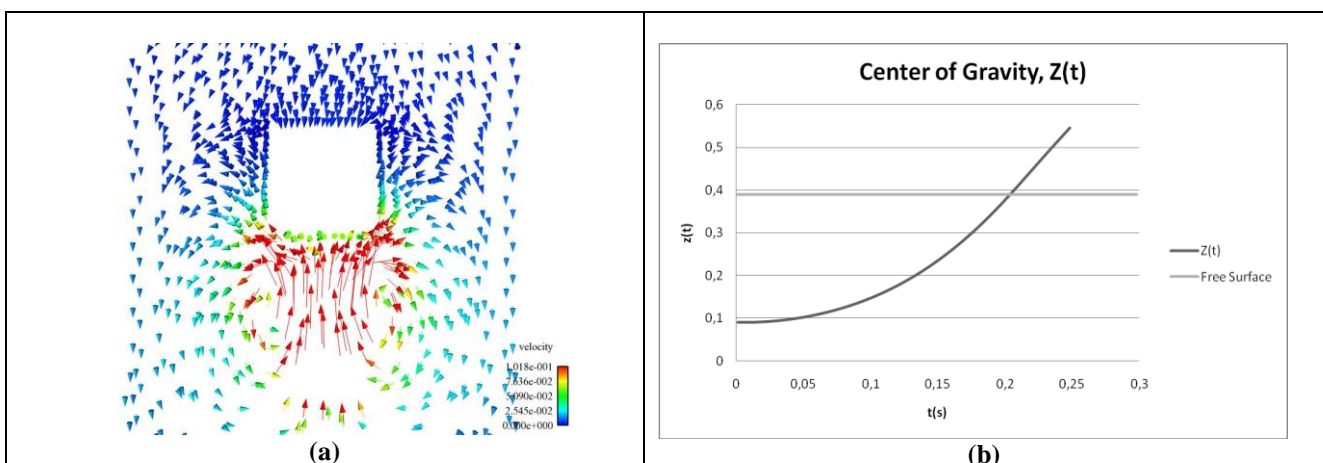 velocity
1.018e-001
7.636e-002
5.090e-002
2.545e-002
0.000e+000
(a)
Center of Gravity, Z(t)
0,6
0,5
0,4
0,3
0,2
0,1
0
z(t)
0 0,05 0,1 0,15 0,2 0,25 0,3
t(s)
Z(t)
Free Surface
(b)